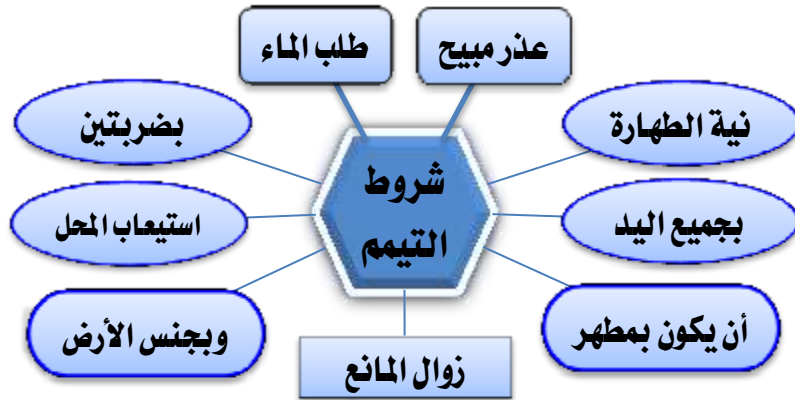 عذر مبيح
طلب الماء
نية الطهارة
بضربتين
شروط
التيمم
بجميع اليد
استيعاب المحل
أن يكون بمطهر
وبجنس الأرض
زوال المانع